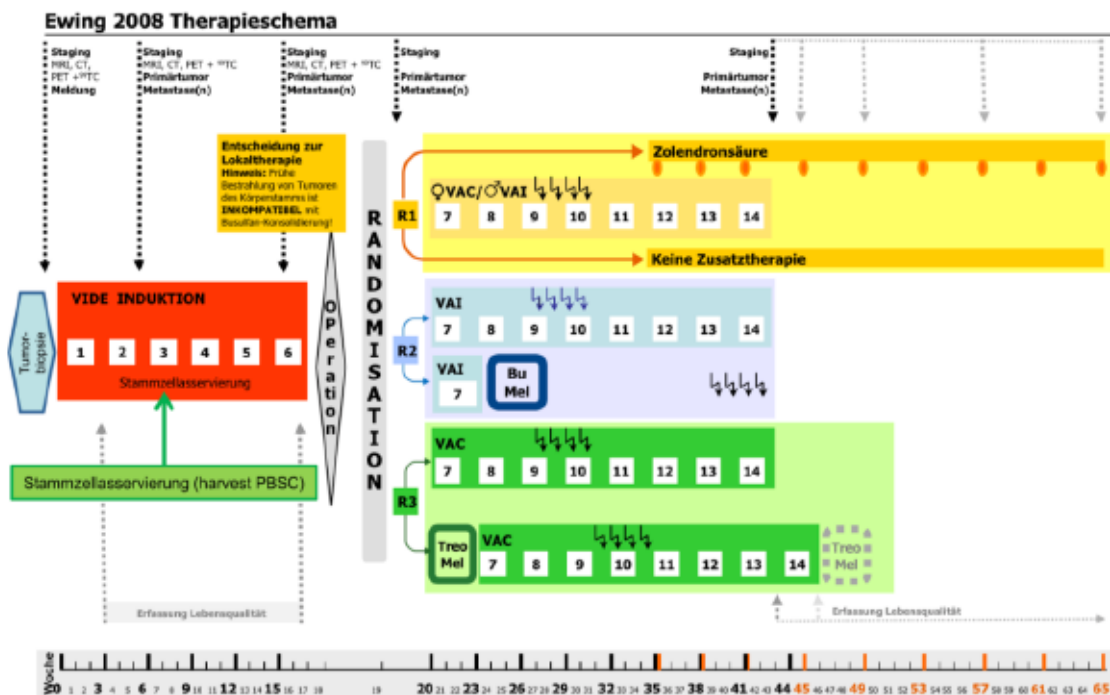 Ewing 2008 Therapieschema
Staging
MRI, CT,
PET +⁹⁹TC
Meldung
Staging
MRI, CT, PET + ⁹⁹TC
Primärtumor
Metastase(n)
Staging
MRI, CT, PET + ⁹⁹TC
Primärtumor
Metastase(n)
Staging
Primärtumor
Metastase(n)
Staging
Primärtumor
Metastase(n)
Entscheidung zur
Lokaltherapie
Hinweis: Frühe
Bestrahlung von Tumoren
des Körperstamms ist
INKOMPATIBEL mit
Busulfan-Konsolidierung!
Tumor-
biopsie
VIDE INDUKTION
1 2 3 4 5 6
Stammzellasservierung
Stammzellasservierung (harvest PBSC)
Operation
RANDOMISATION
R1
Zolendronsäure
♀VAC/♂VAI
7 8 9 10 11 12 13 14
Keine Zusatztherapie
R2
VAI
7 8 9 10 11 12 13 14
VAI
7
Bu
Mel
R3
VAC
7 8 9 10 11 12 13 14
Treo
Mel
VAC
7 8 9 10 11 12 13 14
Treo
Mel
Erfassung Lebensqualität
Erfassung Lebensqualität
Woche
0 1 2 3 4 5 6 7 8 9 10 11 12 13 14 15 16 17 18 19 20 21 22 23 24 25 26 27 28 29 30 31 32 33 34 35 36 37 38 39 40 41 42 43 44 45 46 47 48 49 50 51 52 53 54 55 56 57 58 59 60 61 62 63 64 65